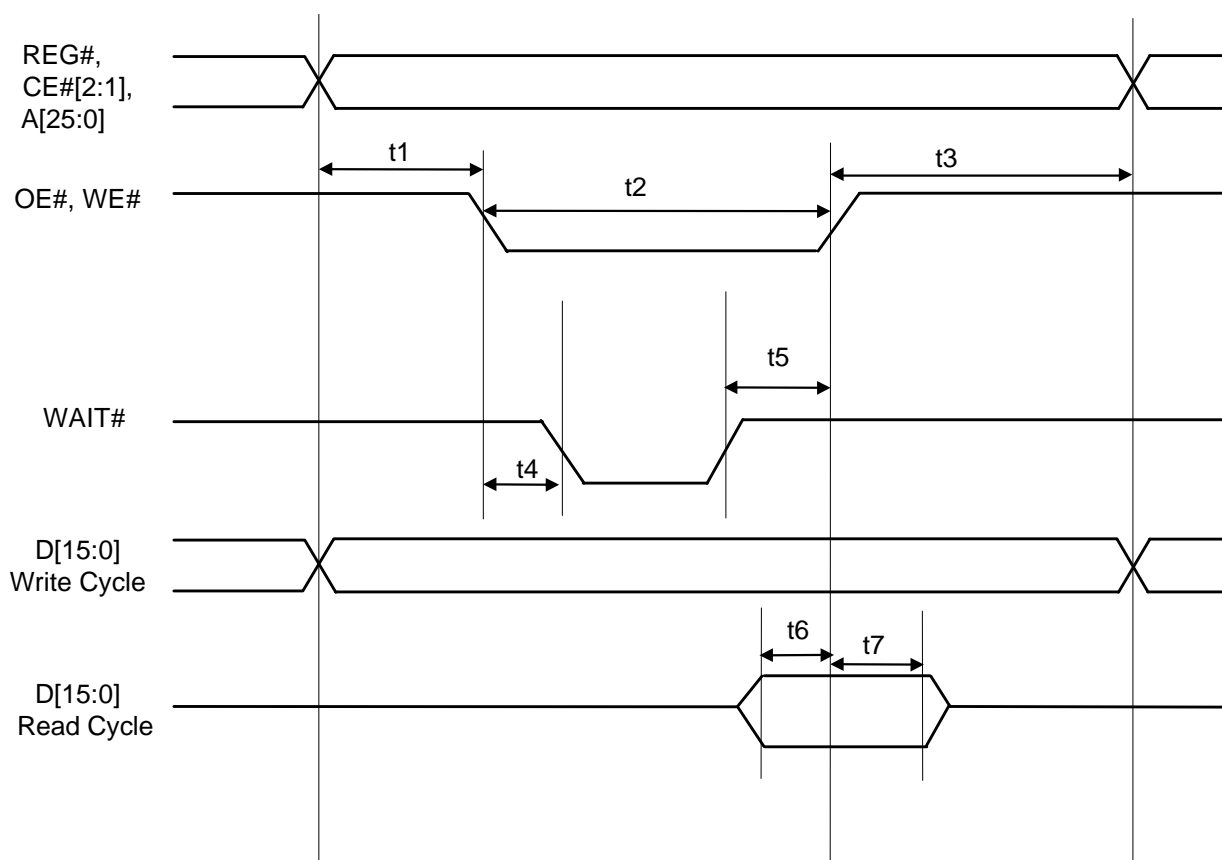 REG#,
CE#[2:1],
A[25:0]
t1
t3
OE#, WE#
t2
t5
WAIT#
t4
D[15:0]
Write Cycle
t6
t7
D[15:0]
Read Cycle